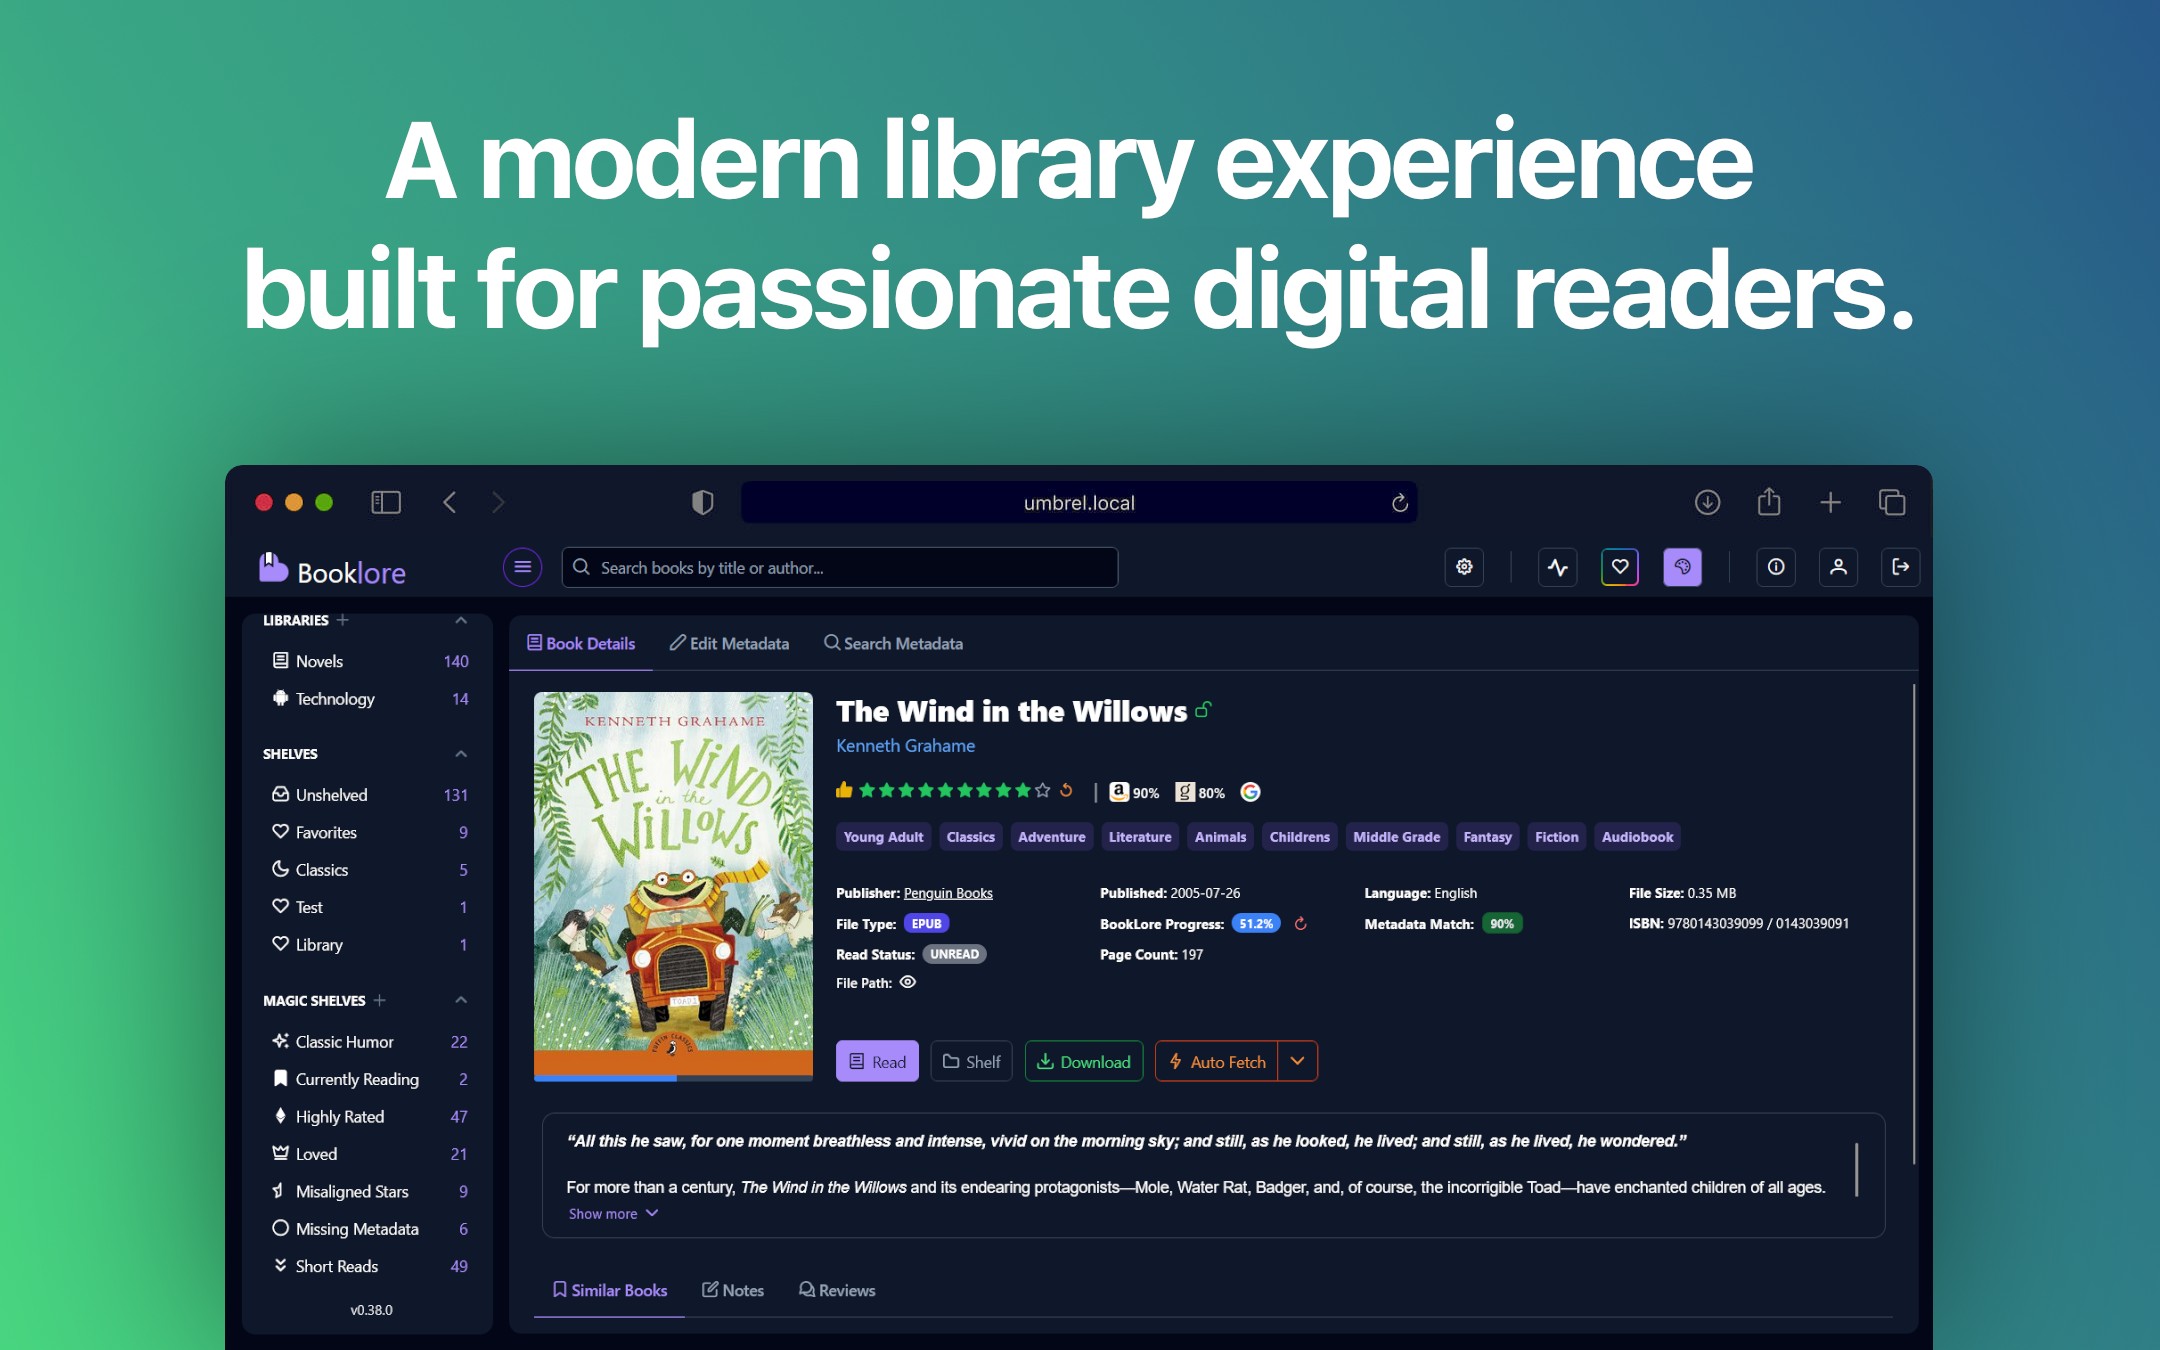 A modern library experience
built for passionate digital readers.
umbrel.local
Booklore
Search books by title or author...
LIBRARIES
Novels 140
Technology 14
SHELVES
Unshelved 131
Favorites 9
Classics 5
Test 1
Library 1
MAGIC SHELVES
Classic Humor 22
Currently Reading 2
Highly Rated 47
Loved 21
Misaligned Stars 9
Missing Metadata 6
Short Reads 49
v0.38.0
Book Details Edit Metadata Search Metadata
KENNETH GRAHAME
THE WIND
in the
WILLOWS
TOAD 1
PUFFIN CLASSICS
The Wind in the Willows
Kenneth Grahame
90% 80%
Young Adult Classics Adventure Literature Animals Childrens Middle Grade Fantasy Fiction Audiobook
Publisher: Penguin Books Published: 2005-07-26 Language: English File Size: 0.35 MB
File Type: EPUB BookLore Progress: 51.2% Metadata Match: 90% ISBN: 9780143039099 / 0143039091
Read Status: UNREAD Page Count: 197
File Path:
Read Shelf Download Auto Fetch
“All this he saw, for one moment breathless and intense, vivid on the morning sky; and still, as he looked, he lived; and still, as he lived, he wondered.”
For more than a century, The Wind in the Willows and its endearing protagonists—Mole, Water Rat, Badger, and, of course, the incorrigible Toad—have enchanted children of all ages.
Show more
Similar Books Notes Reviews